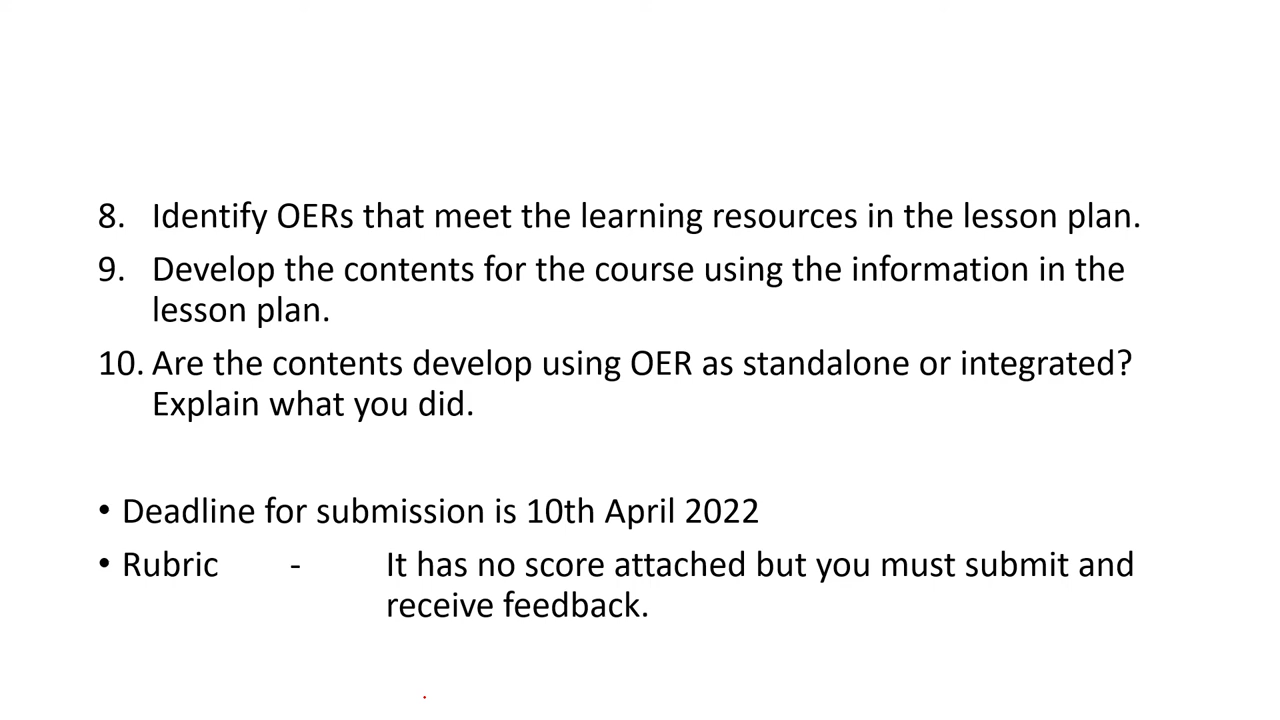 8. Identify OERs that meet the learning resources in the lesson plan.
9. Develop the contents for the course using the information in the
lesson plan.
10. Are the contents develop using OER as standalone or integrated?
Explain what you did.
• Deadline for submission is 10th April 2022
• Rubric - It has no score attached but you must submit and
receive feedback.